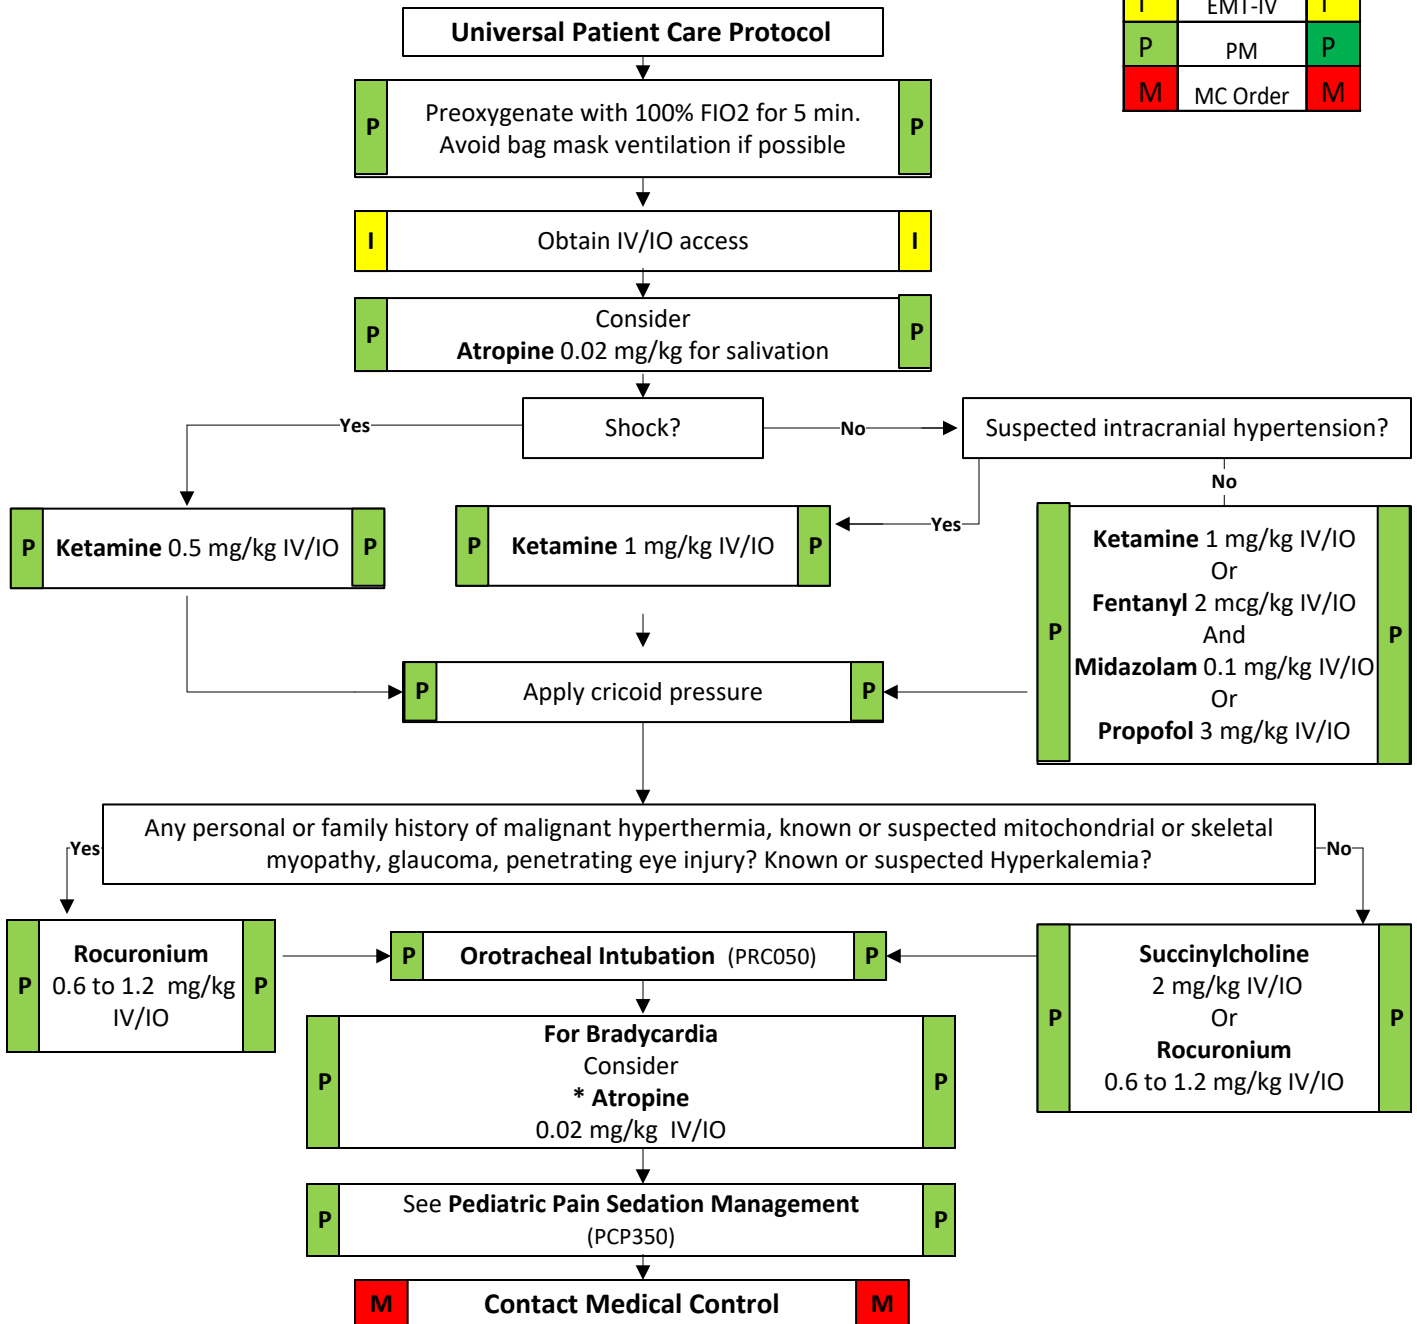 I EMT-IV I
P PM P
M MC Order M
Universal Patient Care Protocol
P Preoxygenate with 100% FIO2 for 5 min. P
Avoid bag mask ventilation if possible
I Obtain IV/IO access I
Consider
P Atropine 0.02 mg/kg for salivation P
Shock?
Yes
No
Suspected intracranial hypertension?
No
Yes
P Ketamine 0.5 mg/kg IV/IO P
P Ketamine 1 mg/kg IV/IO P
Ketamine 1 mg/kg IV/IO
Or
Fentanyl 2 mcg/kg IV/IO
And
P P
Midazolam 0.1 mg/kg IV/IO
Or
Propofol 3 mg/kg IV/IO
P Apply cricoid pressure P
Any personal or family history of malignant hyperthermia, known or suspected mitochondrial or skeletal
myopathy, glaucoma, penetrating eye injury? Known or suspected Hyperkalemia?
Yes
No
Rocuronium
P 0.6 to 1.2 mg/kg P
IV/IO
P Orotracheal Intubation (PRC050) P
Succinylcholine
2 mg/kg IV/IO
P Or P
Rocuronium
0.6 to 1.2 mg/kg IV/IO
For Bradycardia
Consider
P * Atropine P
0.02 mg/kg IV/IO
P See Pediatric Pain Sedation Management P
(PCP350)
M Contact Medical Control M